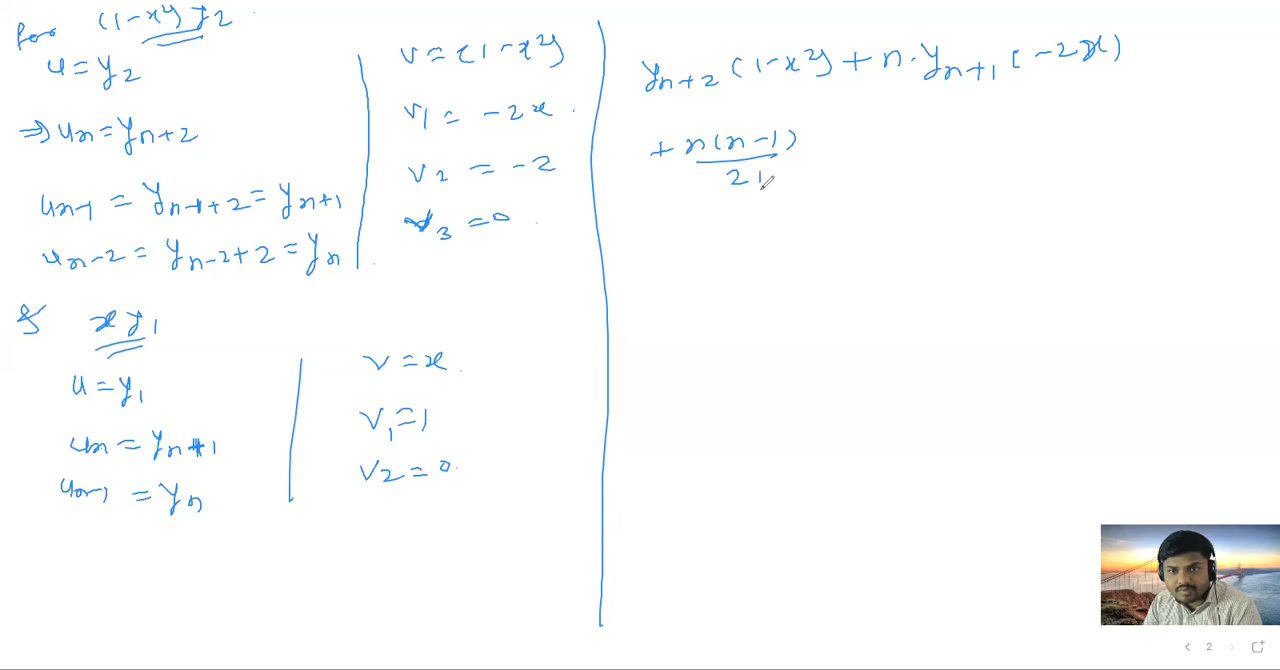 for (1-x²) y₂
u = y₂
⇒ uₙ = yₙ₊₂
uₙ₋₁ = yₙ₋₁₊₂ = yₙ₊₁
uₙ₋₂ = yₙ₋₂₊₂ = yₙ
v = (1-x²)
v₁ = -2x
v₂ = -2
v₃ = 0
& xy₁
u = y₁
uₙ = yₙ₊₁
uₙ₋₁ = yₙ
v = x
v₁ = 1
v₂ = 0
yₙ₊₂ (1-x²) + n·yₙ₊₁ (-2x)
+ n(n-1)
2!
2